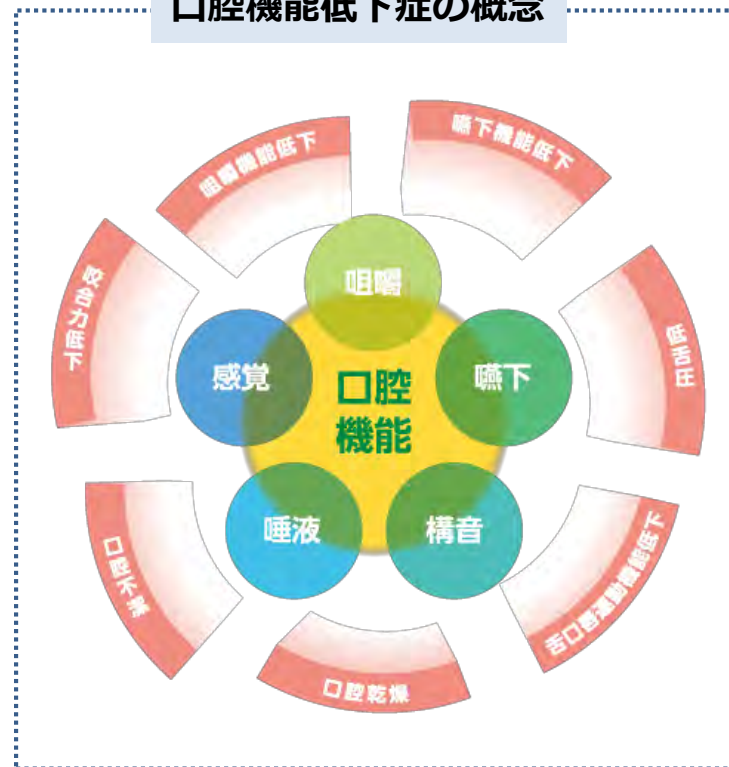 口腔機能低下症の概念
嚥下機能低下
咀嚼機能低下
低舌圧
咬合力低下
舌口唇運動機能低下
口腔不潔
口腔乾燥
咀嚼
嚥下
感覚
口腔
機能
唾液
構音